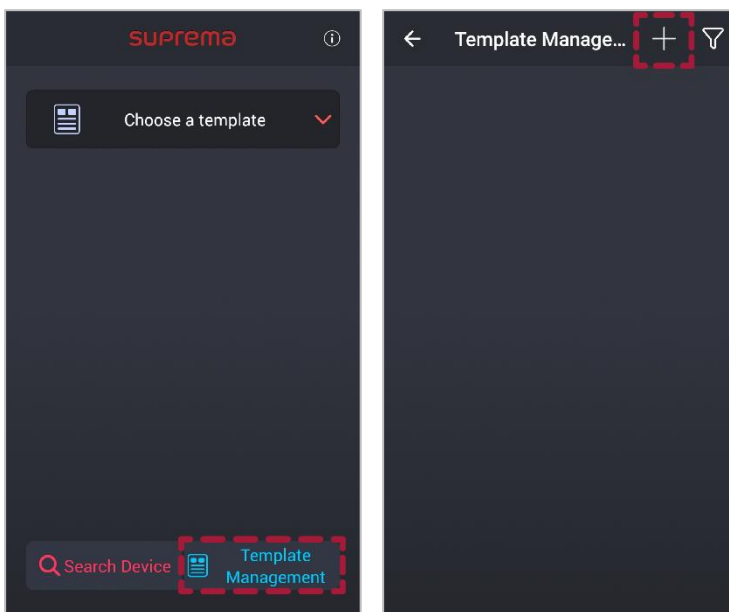 suprema
Choose a template
Search Device
Template
Management
Template Manage...